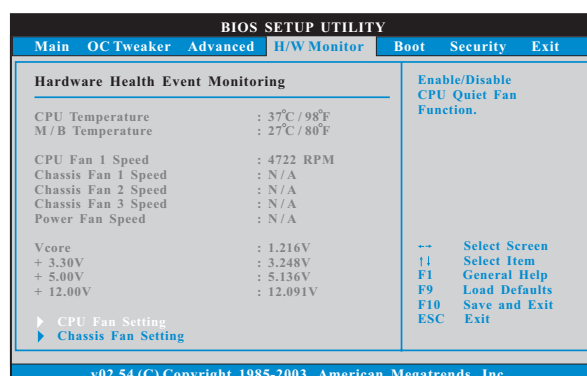 BIOS SETUP UTILITY
Main OC Tweaker Advanced H/W Monitor Boot Security Exit
Hardware Health Event Monitoring
CPU Temperature : 37°C / 98°F
M / B Temperature : 27°C / 80°F
CPU Fan 1 Speed : 4722 RPM
Chassis Fan 1 Speed : N / A
Chassis Fan 2 Speed : N / A
Chassis Fan 3 Speed : N / A
Power Fan Speed : N / A
Vcore : 1.216V
+ 3.30V : 3.248V
+ 5.00V : 5.136V
+ 12.00V : 12.091V
CPU Fan Setting
Chassis Fan Setting
Enable/Disable
CPU Quiet Fan
Function.
←→ Select Screen
↑↓ Select Item
F1 General Help
F9 Load Defaults
F10 Save and Exit
ESC Exit
v02.54 (C) Copyright 1985-2003, American Megatrends, Inc.